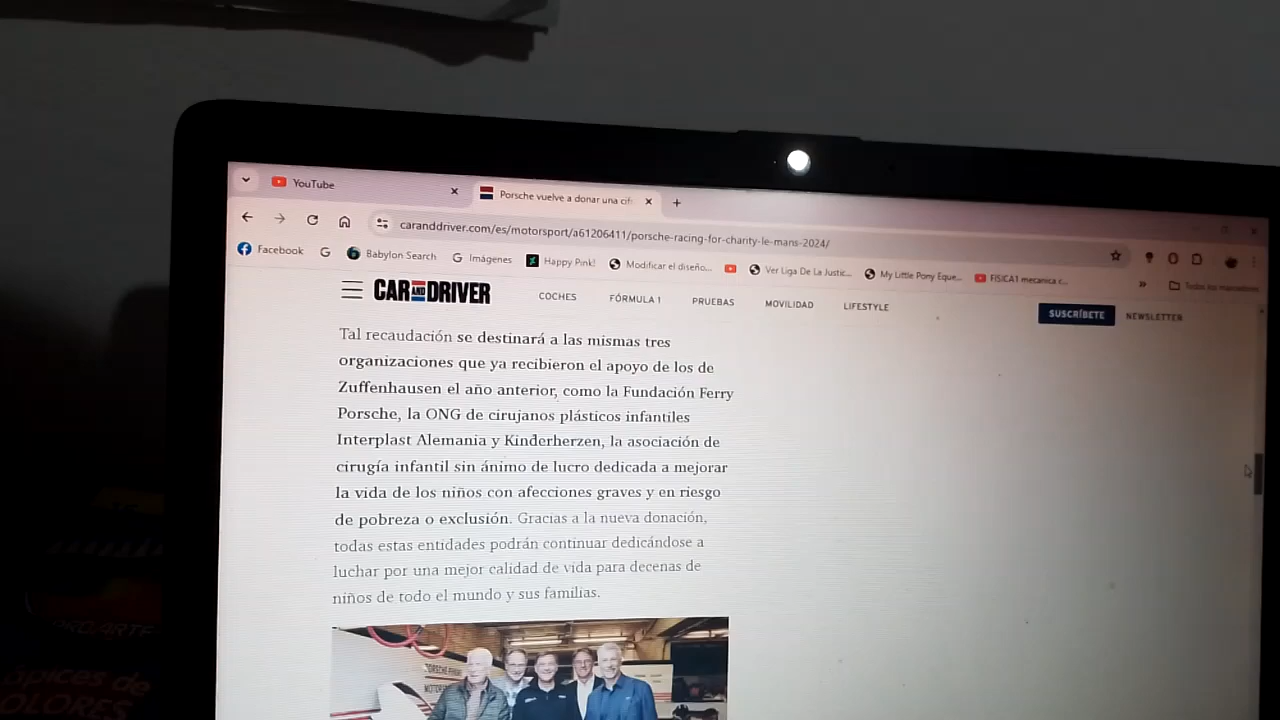 YouTube
Porsche vuelve a donar una cif
caranddriver.com/es/motorsport/a61206411/porsche-racing-for-charity-le-mans-2024/
Facebook
Babylon Search
Imágenes
Happy Pink!
Modificar el diseño...
Ver Liga De La Justic...
My Little Pony Eque...
FISICA1 mecanica c...
Todos los marcadores
CAR AND DRIVER
COCHES
FÓRMULA 1
PRUEBAS
MOVILIDAD
LIFESTYLE
SUSCRÍBETE
NEWSLETTER
Tal recaudación se destinará a las mismas tres
organizaciones que ya recibieron el apoyo de los de
Zuffenhausen el año anterior, como la Fundación Ferry
Porsche, la ONG de cirujanos plásticos infantiles
Interplast Alemania y Kinderherzen, la asociación de
cirugía infantil sin ánimo de lucro dedicada a mejorar
la vida de los niños con afecciones graves y en riesgo
de pobreza o exclusión. Gracias a la nueva donación,
todas estas entidades podrán continuar dedicándose a
luchar por una mejor calidad de vida para decenas de
niños de todo el mundo y sus familias.